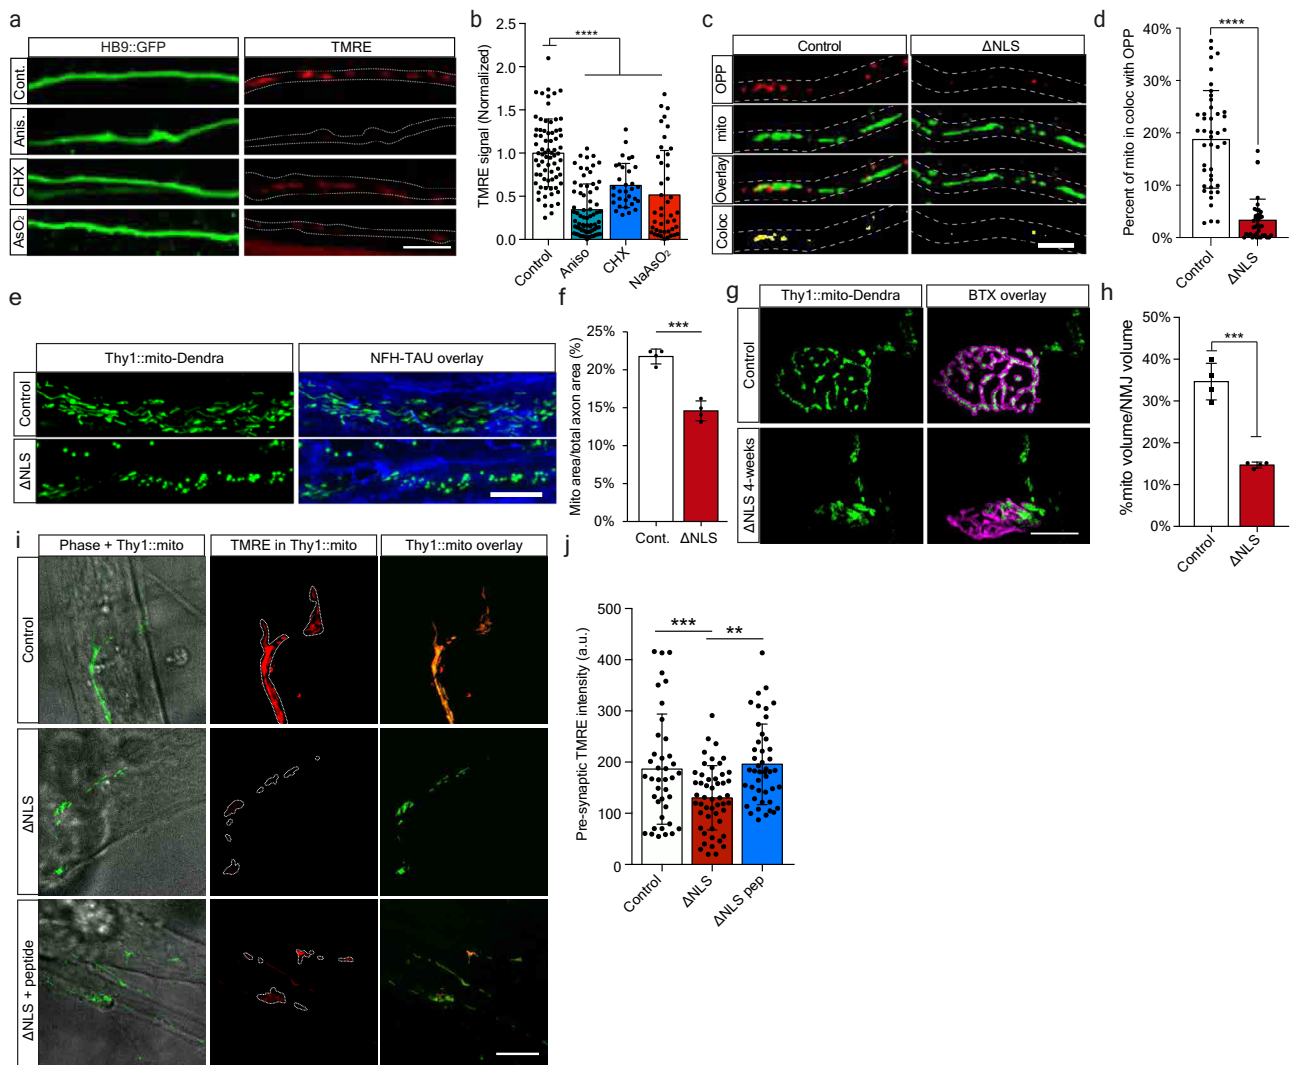 a
HB9::GFP
TMRE
Cont.
Anis.
CHX
AsO₂
b
TMRE signal (Normalized)
2.5
2.0
1.5
1.0
0.5
0.0
****
Control
Aniso
CHX
NaAsO₂
c
Control
ΔNLS
OPP
mito
Overlay
Coloc
d
Percent of mito in coloc with OPP
40%
30%
20%
10%
0%
****
Control
ΔNLS
e
Thy1::mito-Dendra
NFH-TAU overlay
Control
ΔNLS
f
Mito area/total axon area (%)
25%
20%
15%
10%
5%
0%
***
Cont.
ΔNLS
g
Thy1::mito-Dendra
BTX overlay
Control
ΔNLS 4-weeks
h
%mito volume/NMJ volume
50%
40%
30%
20%
10%
0%
***
Control
ΔNLS
i
Phase + Thy1::mito
TMRE in Thy1::mito
Thy1::mito overlay
Control
ΔNLS
ΔNLS + peptide
j
Pre-synaptic TMRE intensity (a.u.)
500
400
300
200
100
0
***
**
Control
ΔNLS
ΔNLS pep